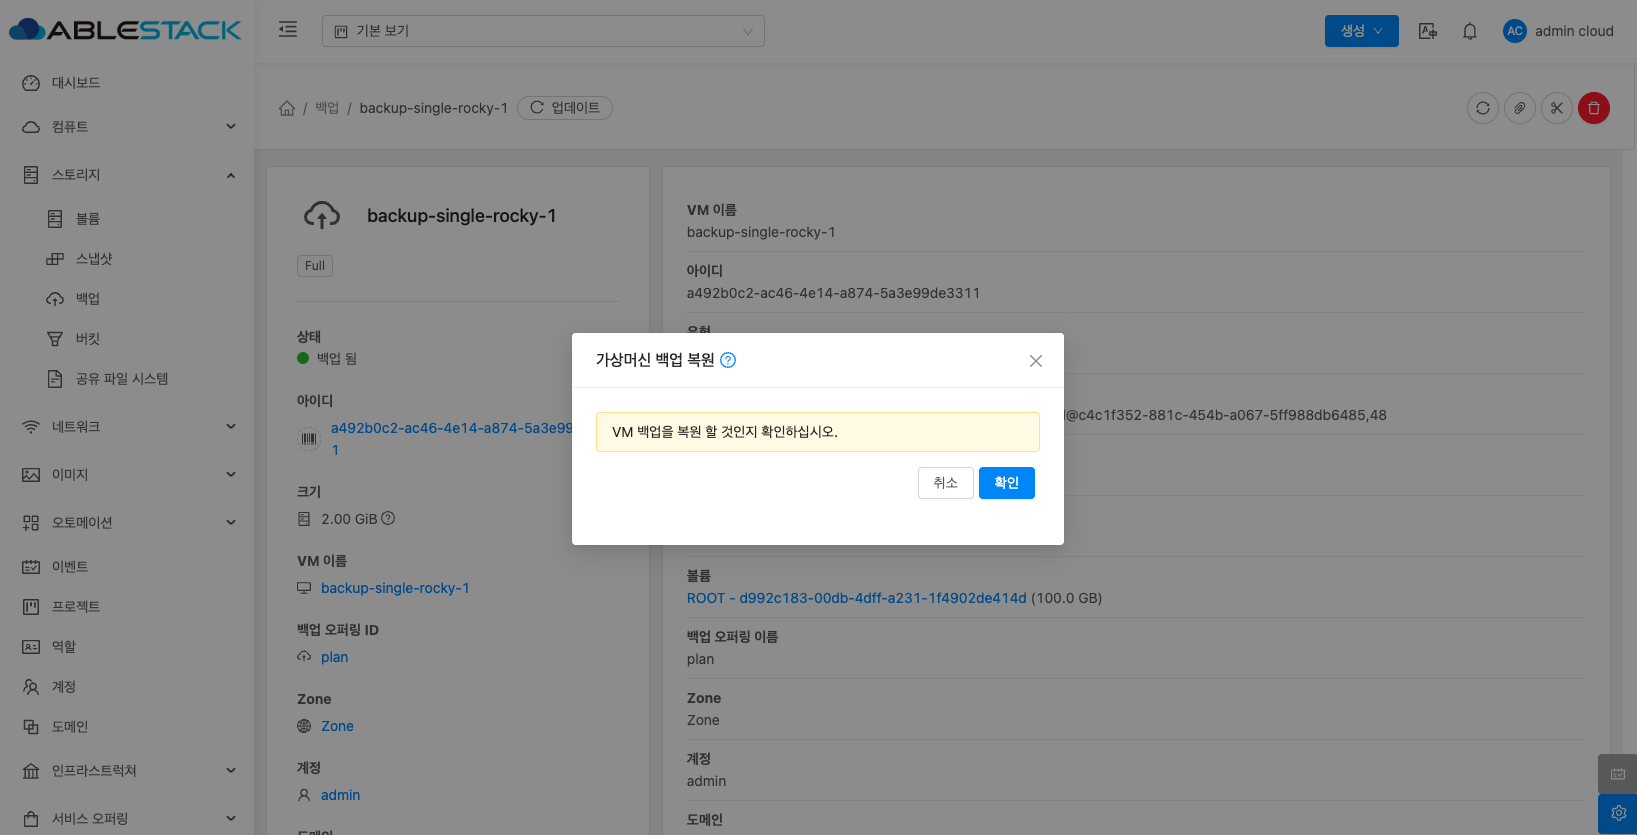 ABLESTACK
기본 보기
생성
AC
admin cloud
대시보드
컴퓨트
스토리지
볼륨
스냅샷
백업
버킷
공유 파일 시스템
네트워크
이미지
오토메이션
이벤트
프로젝트
역할
계정
도메인
인프라스트럭쳐
서비스 오퍼링
/ 백업 / backup-single-rocky-1
업데이트
backup-single-rocky-1
Full
상태
백업 됨
아이디
a492b0c2-ac46-4e14-a874-5a3e99
1
크기
2.00 GiB
VM 이름
backup-single-rocky-1
백업 오퍼링 ID
plan
Zone
Zone
계정
admin
도메인
VM 이름
backup-single-rocky-1
아이디
a492b0c2-ac46-4e14-a874-5a3e99de3311
유형
@c4c1f352-881c-454b-a067-5ff988db6485,48
볼륨
ROOT - d992c183-00db-4dff-a231-1f4902de414d (100.0 GB)
백업 오퍼링 이름
plan
Zone
Zone
계정
admin
도메인
가상머신 백업 복원
VM 백업을 복원 할 것인지 확인하십시오.
취소
확인